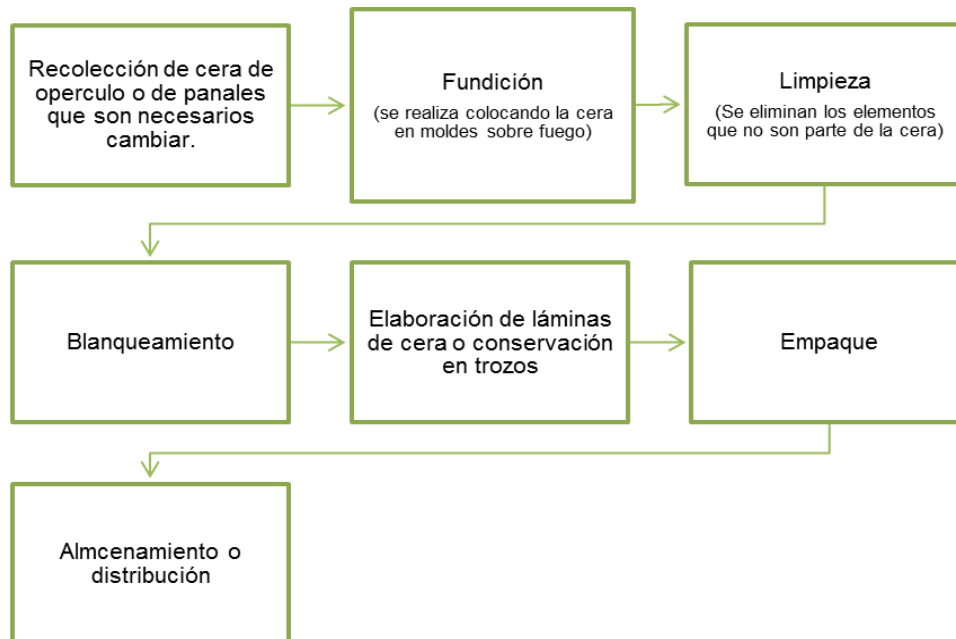 Recolección de cera de
operculo o de panales
que son necesarios
cambiar.
Fundición
(se realiza colocando la cera
en moldes sobre fuego)
Limpieza
(Se eliminan los elementos
que no son parte de la cera)
Blanqueamiento
Elaboración de láminas
de cera o conservación
en trozos
Empaque
Almcenamiento o
distribución